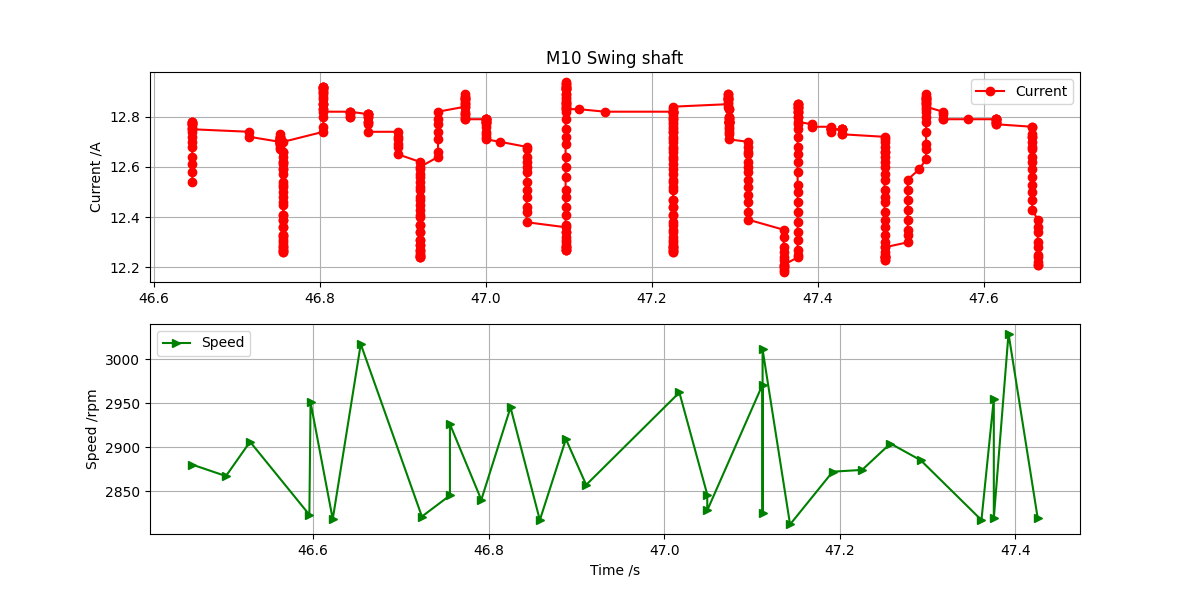 M10 Swing shaft
Current
Current /A
12.8
12.6
12.4
12.2
46.6 46.8 47.0 47.2 47.4 47.6
Speed
Speed /rpm
3000
2950
2900
2850
46.6 46.8 47.0 47.2 47.4
Time /s